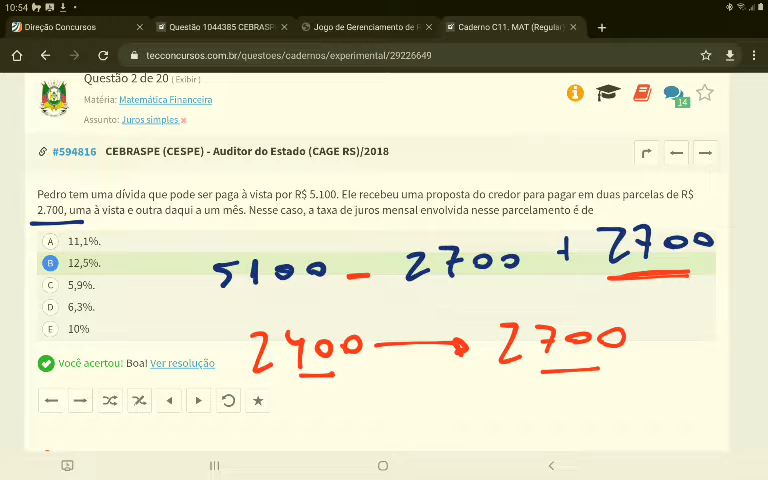 10:54
Direção Concursos
Questão 1044385 CEBRASP
Jogo de Gerenciamento de R
Caderno C11. MAT (Regular)
tecconcursos.com.br/questoes/cadernos/experimental/29226649
Questão 2 de 20 (Exibir)
Matéria: Matemática Financeira
Assunto: Juros simples
14
#594816 CEBRASPE (CESPE) - Auditor do Estado (CAGE RS)/2018
Pedro tem uma dívida que pode ser paga à vista por R$ 5.100. Ele recebeu uma proposta do credor para pagar em duas parcelas de R$
2.700, uma à vista e outra daqui a um mês. Nesse caso, a taxa de juros mensal envolvida nesse parcelamento é de
A 11,1%.
B 12,5%.
C 5,9%.
D 6,3%.
E 10%
5100 - 2700 + 2700
2400 → 2700
Você acertou! Boa! Ver resolução